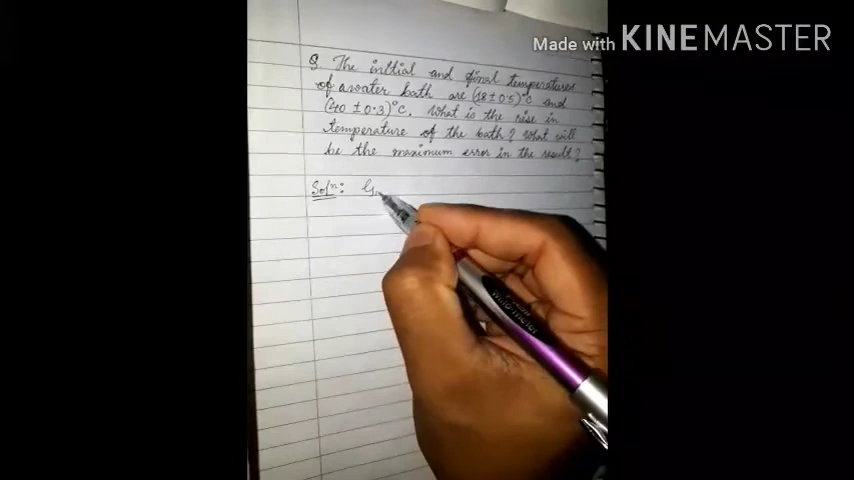 Made with KINEMASTER
Q The initial and final temperatures
of a water bath are (18 ± 0.5)°C and
(40 ± 0.3)°C. What is the rise in
temperature of the bath? What will
be the maximum error in the result?
Solⁿ: Gi